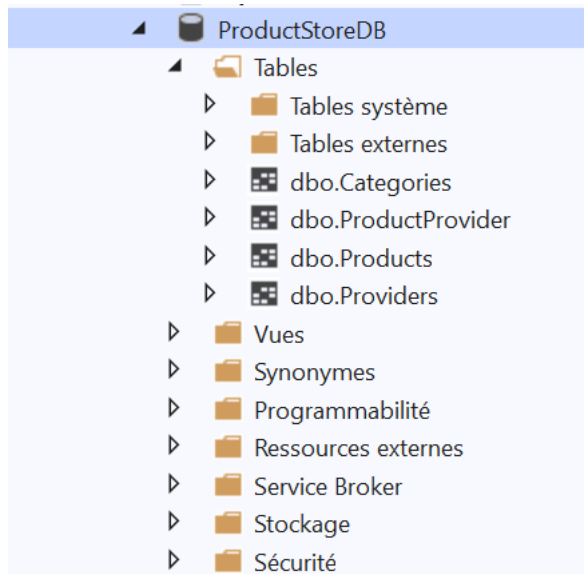 ProductStoreDB
Tables
Tables système
Tables externes
dbo.Categories
dbo.ProductProvider
dbo.Products
dbo.Providers
Vues
Synonymes
Programmabilité
Ressources externes
Service Broker
Stockage
Sécurité